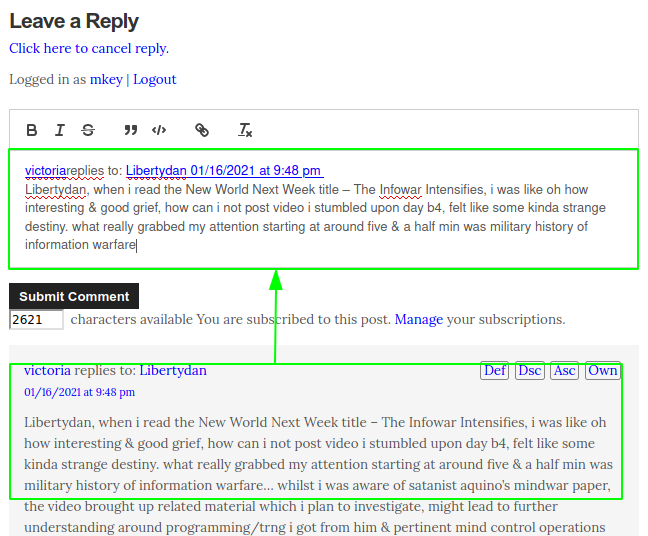 Leave a Reply
Click here to cancel reply.
Logged in as mkey | Logout
B I S ” </> Tx
victoriareplies to: Libertydan 01/16/2021 at 9:48 pm
Libertydan, when i read the New World Next Week title – The Infowar Intensifies, i was like oh how
interesting & good grief, how can i not post video i stumbled upon day b4, felt like some kinda strange
destiny. what really grabbed my attention starting at around five & a half min was military history of
information warfare
Submit Comment
2621 characters available You are subscribed to this post. Manage your subscriptions.
victoria replies to: Libertydan Def Dsc Asc Own
01/16/2021 at 9:48 pm
Libertydan, when i read the New World Next Week title – The Infowar Intensifies, i was like oh
how interesting & good grief, how can i not post video i stumbled upon day b4, felt like some
kinda strange destiny. what really grabbed my attention starting at around five & a half min was
military history of information warfare… whilst i was aware of satanist aquino’s mindwar paper,
the video brought up related material which i plan to investigate, might lead to further
understanding around programming/trng i got from him & pertinent mind control operations